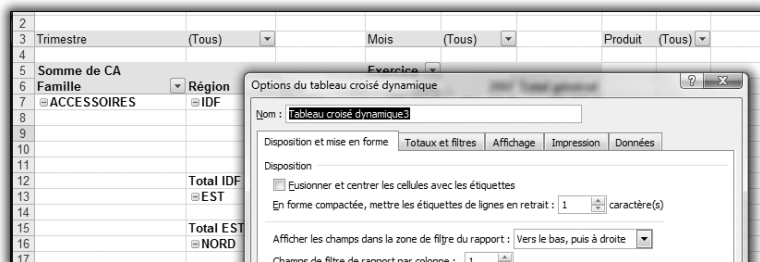 2
3 Trimestre (Tous) Mois (Tous) Produit (Tous)
4
5 Somme de CA Exercice
6 Famille Région Total général
7 ACCESSOIRES IDF
8
9
10
11
12 Total IDF
13 EST
14
15 Total EST
16 NORD
17
Options du tableau croisé dynamique
Nom : Tableau croisé dynamique3
Disposition et mise en forme Totaux et filtres Affichage Impression Données
Disposition
Fusionner et centrer les cellules avec les étiquettes
En forme compactée, mettre les étiquettes de lignes en retrait : 1 caractère(s)
Afficher les champs dans la zone de filtre du rapport : Vers le bas, puis à droite
Champs de filtre de rapport par colonne : 1